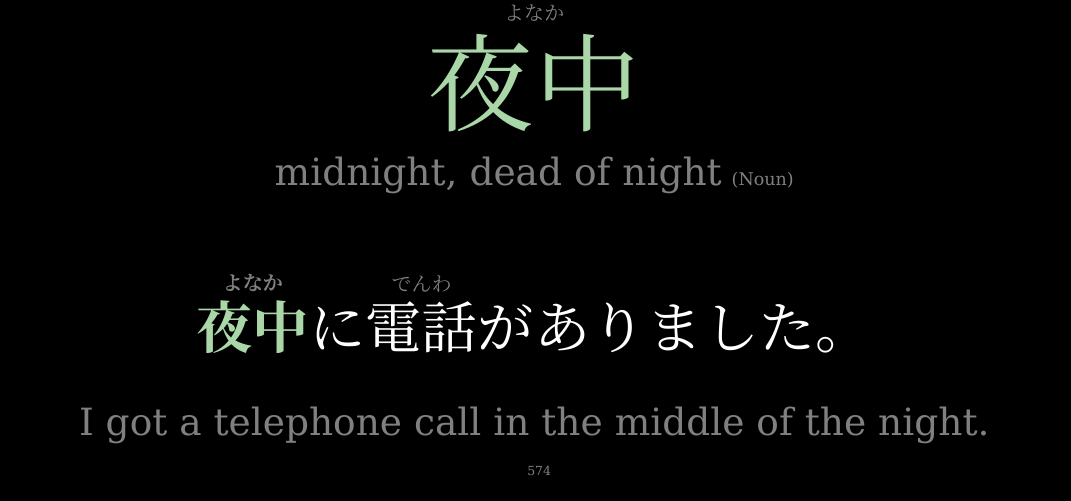 よなか
夜中
midnight, dead of night (Noun)
よなか でんわ
夜中に電話がありました。
I got a telephone call in the middle of the night.
574